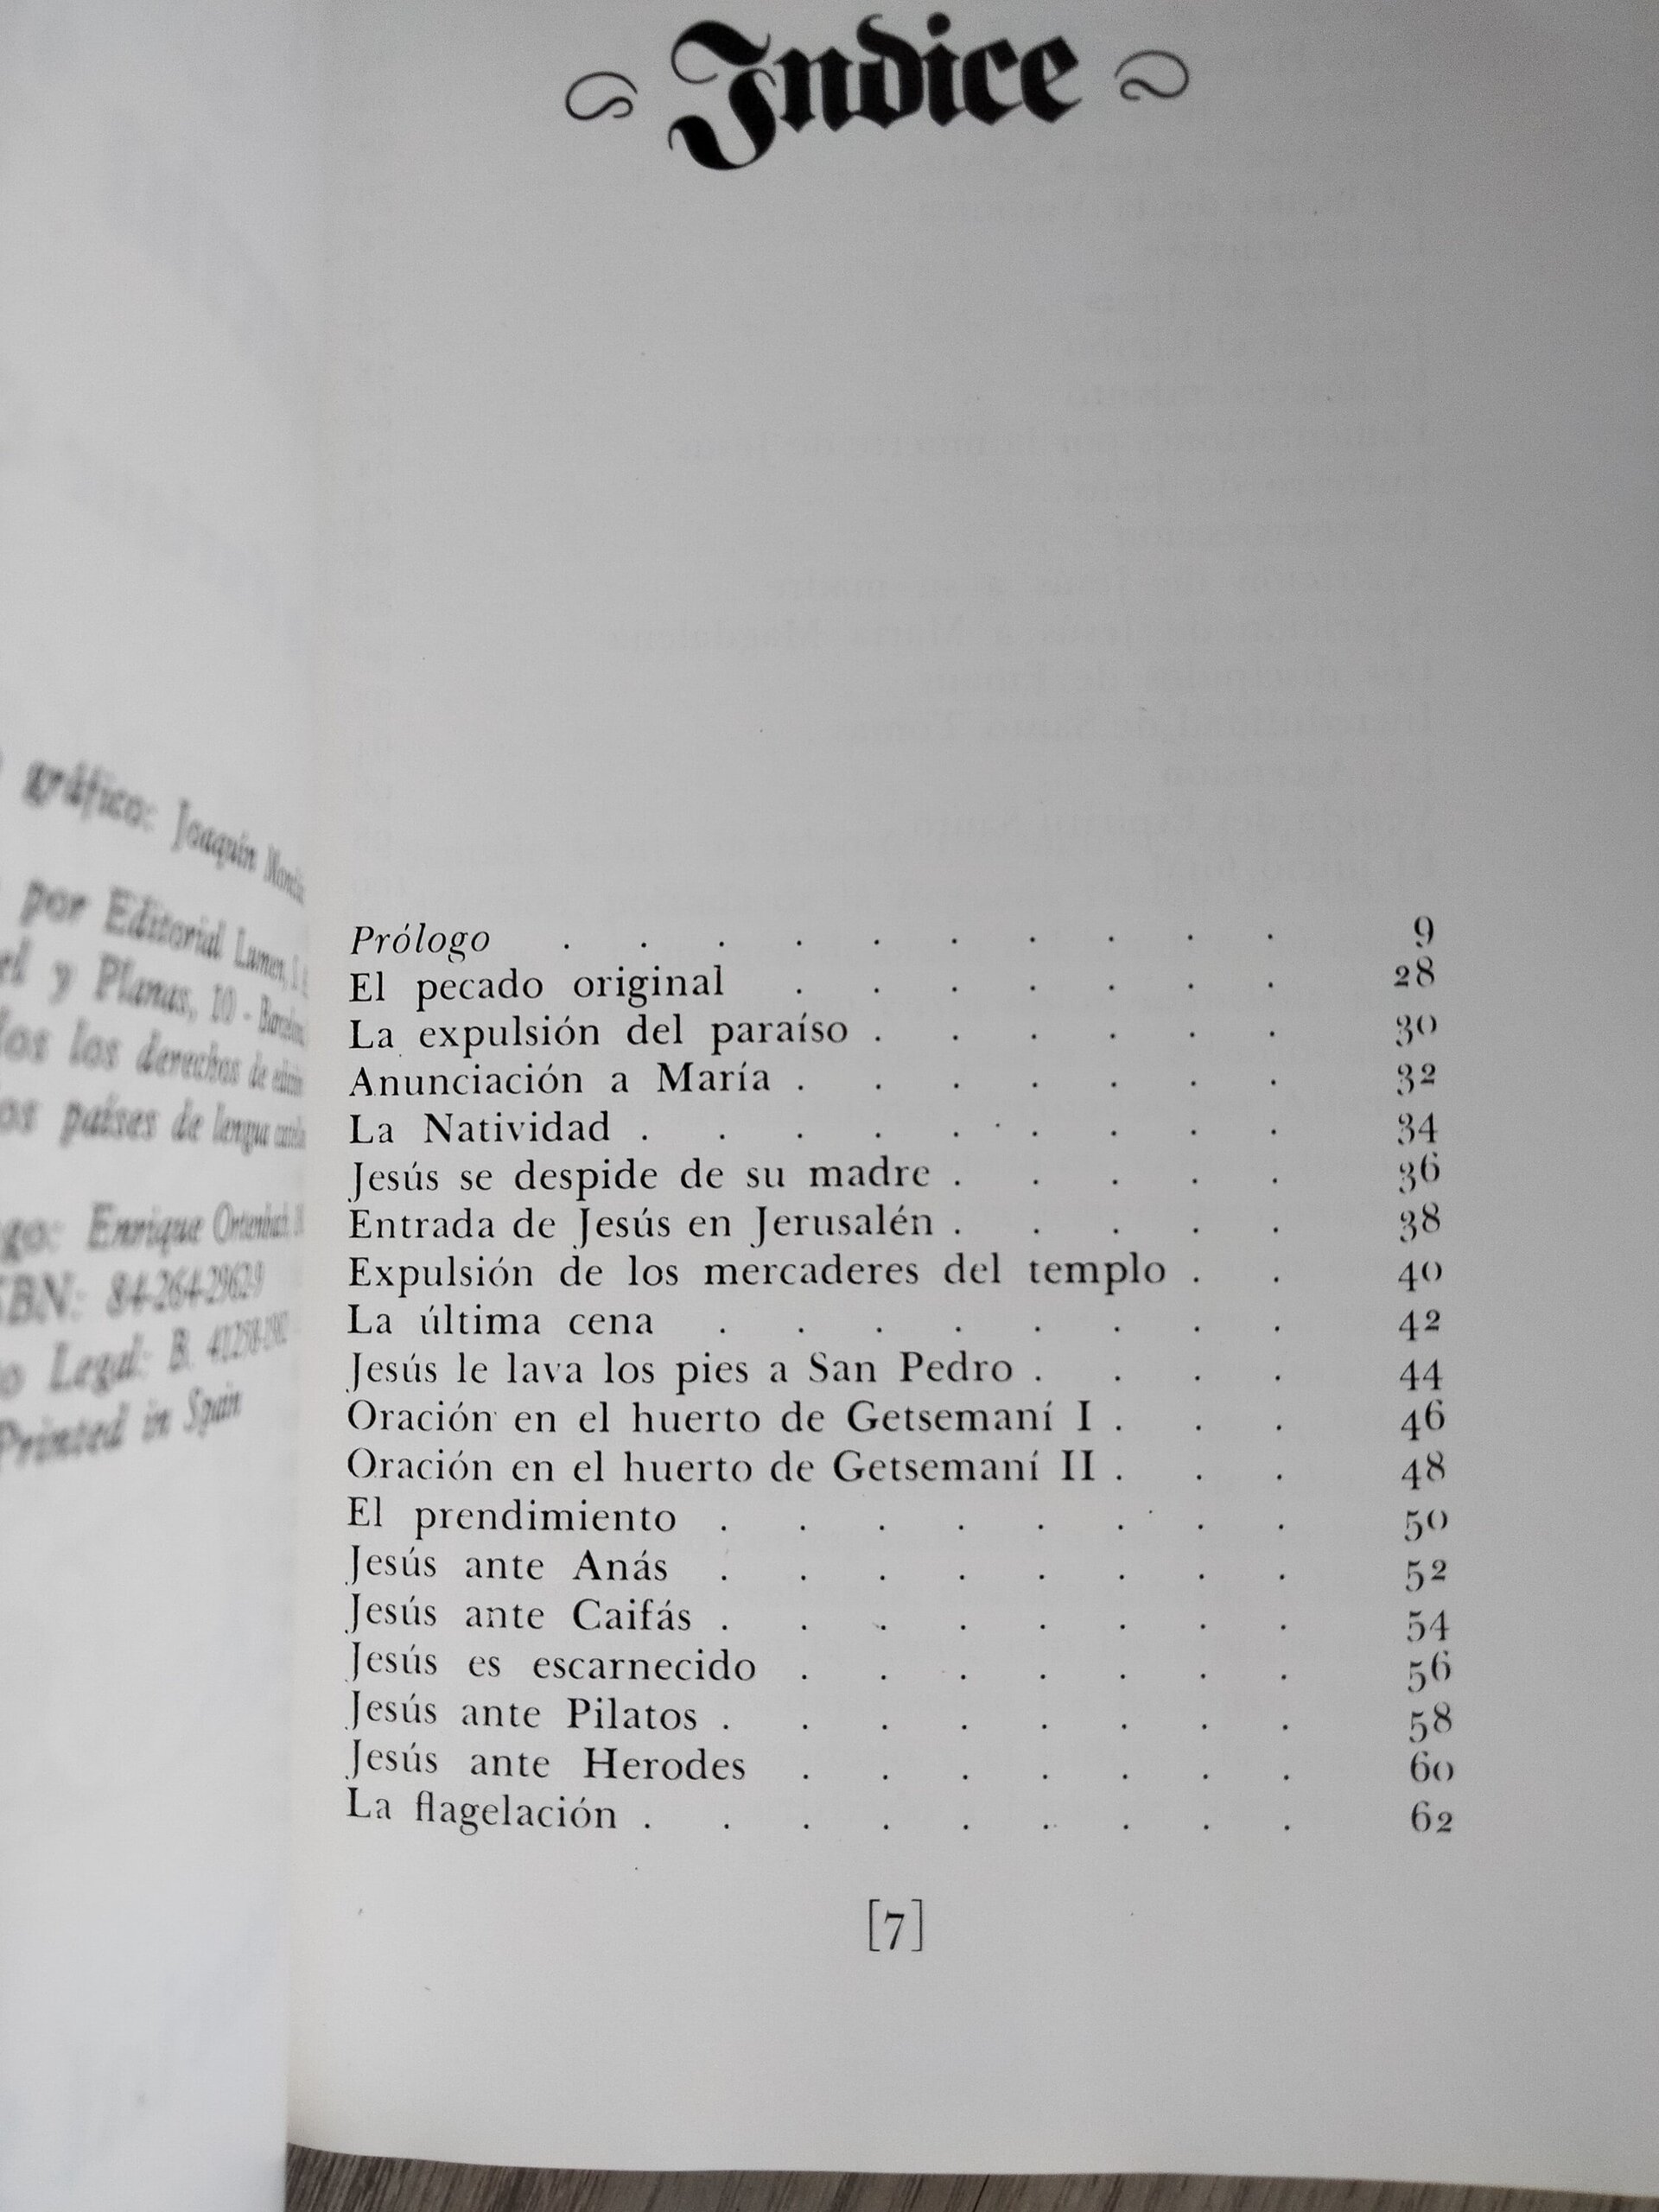 gráfico: Joaquín
por Editorial Lumen,
y Planas, 10 -
los derechos de
países de lengua
Enrique
84-264-2962-9
Legal: B.
Printed in Spain
Indice
Prólogo . . . . . . . . . . 9
El pecado original . . . . . . . 28
La expulsión del paraíso . . . . . . 30
Anunciación a María . . . . . . . 32
La Natividad . . . . . . . . . 34
Jesús se despide de su madre . . . . . 36
Entrada de Jesús en Jerusalén . . . . . 38
Expulsión de los mercaderes del templo . . 40
La última cena . . . . . . . . 42
Jesús le lava los pies a San Pedro . . . . 44
Oración en el huerto de Getsemaní I . . . 46
Oración en el huerto de Getsemaní II . . . 48
El prendimiento . . . . . . . . 50
Jesús ante Anás . . . . . . . . 52
Jesús ante Caifás . . . . . . . . 54
Jesús es escarnecido . . . . . . . 56
Jesús ante Pilatos . . . . . . . . 58
Jesús ante Herodes . . . . . . . 60
La flagelación . . . . . . . . . 62
[7]